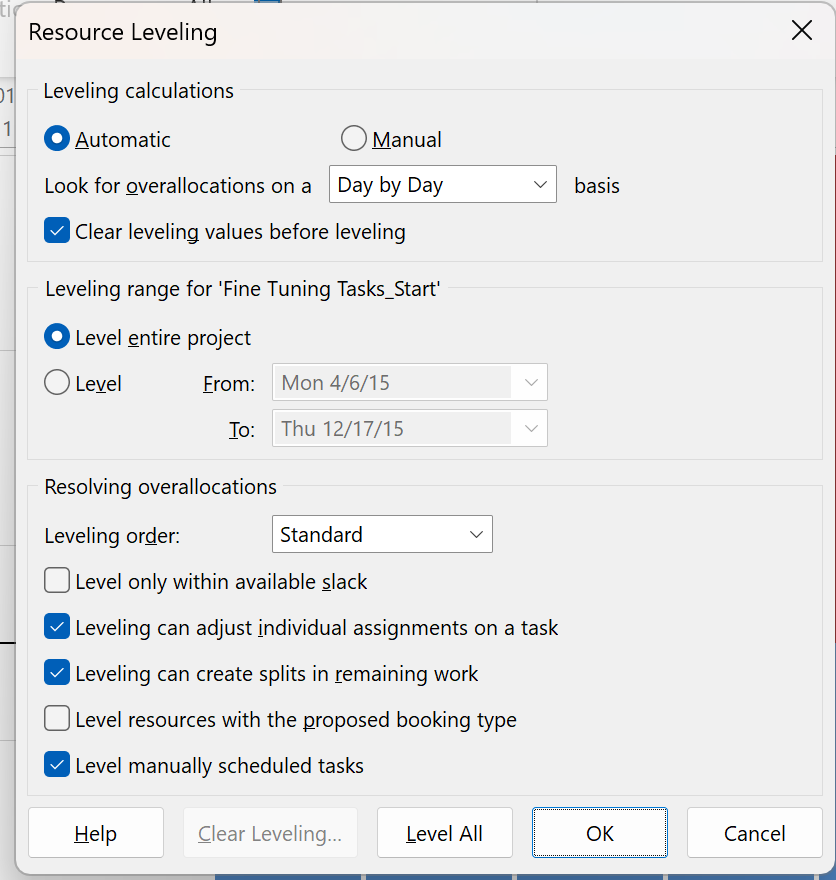 Resource Leveling
Leveling calculations
Automatic Manual
Look for overallocations on a Day by Day basis
Clear leveling values before leveling
Leveling range for 'Fine Tuning Tasks_Start'
Level entire project
Level From: Mon 4/6/15
To: Thu 12/17/15
Resolving overallocations
Leveling order: Standard
Level only within available slack
Leveling can adjust individual assignments on a task
Leveling can create splits in remaining work
Level resources with the proposed booking type
Level manually scheduled tasks
Help Clear Leveling... Level All OK Cancel